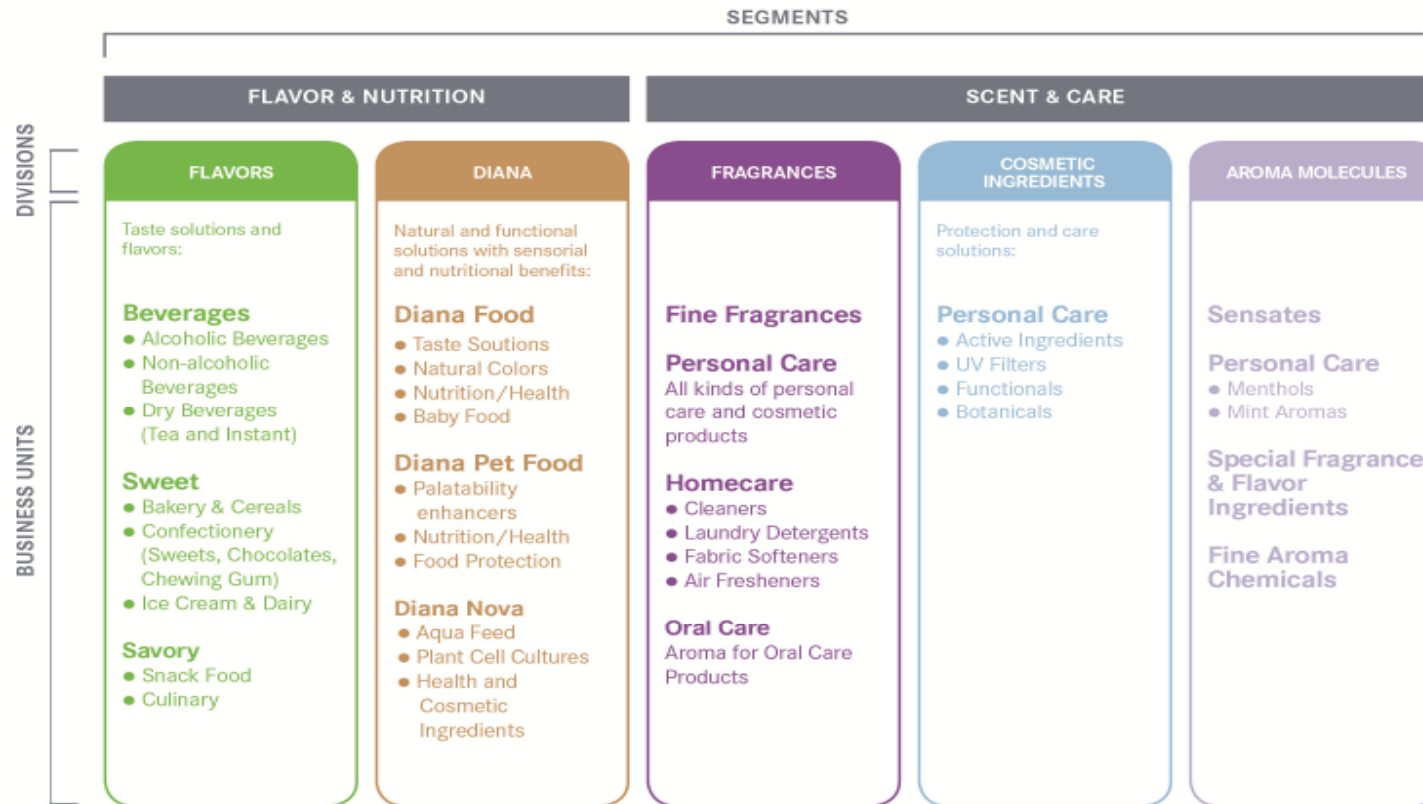 SEGMENTS
FLAVOR & NUTRITION
SCENT & CARE
DIVISIONS
FLAVORS
DIANA
FRAGRANCES
COSMETIC
INGREDIENTS
AROMA MOLECULES
BUSINESS UNITS
Taste solutions and
flavors:
Beverages
● Alcoholic Beverages
● Non-alcoholic
Beverages
● Dry Beverages
(Tea and Instant)
Sweet
● Bakery & Cereals
● Confectionery
(Sweets, Chocolates,
Chewing Gum)
● Ice Cream & Dairy
Savory
● Snack Food
● Culinary
Natural and functional
solutions with sensorial
and nutritional benefits:
Diana Food
● Taste Soutions
● Natural Colors
● Nutrition/Health
● Baby Food
Diana Pet Food
● Palatability
enhancers
● Nutrition/Health
● Food Protection
Diana Nova
● Aqua Feed
● Plant Cell Cultures
● Health and
Cosmetic
Ingredients
Fine Fragrances
Personal Care
All kinds of personal
care and cosmetic
products
Homecare
● Cleaners
● Laundry Detergents
● Fabric Softeners
● Air Fresheners
Oral Care
Aroma for Oral Care
Products
Protection and care
solutions:
Personal Care
● Active Ingredients
● UV Filters
● Functionals
● Botanicals
Sensates
Personal Care
● Menthols
● Mint Aromas
Special Fragrance
& Flavor
Ingredients
Fine Aroma
Chemicals